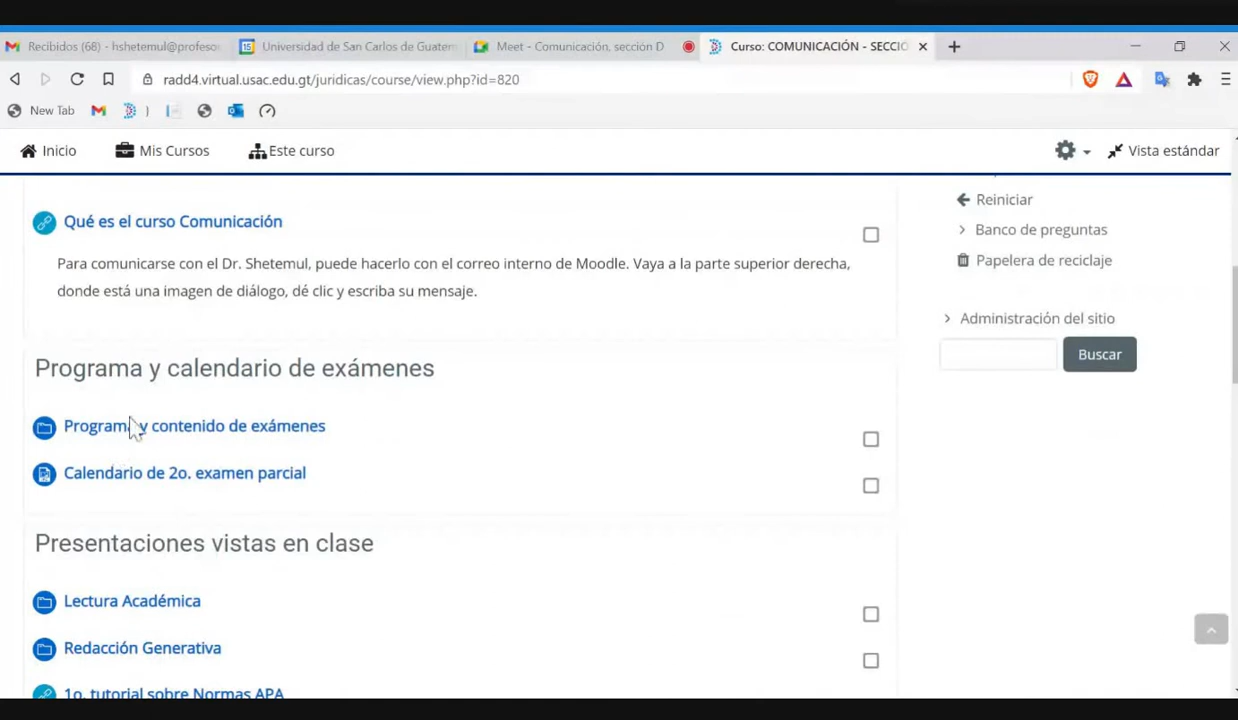 Recibidos (68) - hshetemul@profeso
15 Universidad de San Carlos de Guatem
Meet - Comunicación, sección D
Curso: COMUNICACIÓN - SECCIÓ
radd4.virtual.usac.edu.gt/juridicas/course/view.php?id=820
New Tab
Inicio
Mis Cursos
Este curso
Vista estándar
Qué es el curso Comunicación
Para comunicarse con el Dr. Shetemul, puede hacerlo con el correo interno de Moodle. Vaya a la parte superior derecha,
donde está una imagen de diálogo, dé clic y escriba su mensaje.
Programa y calendario de exámenes
Programa y contenido de exámenes
Calendario de 2o. examen parcial
Presentaciones vistas en clase
Lectura Académica
Redacción Generativa
1o. tutorial sobre Normas APA
Reiniciar
Banco de preguntas
Papelera de reciclaje
Administración del sitio
Buscar